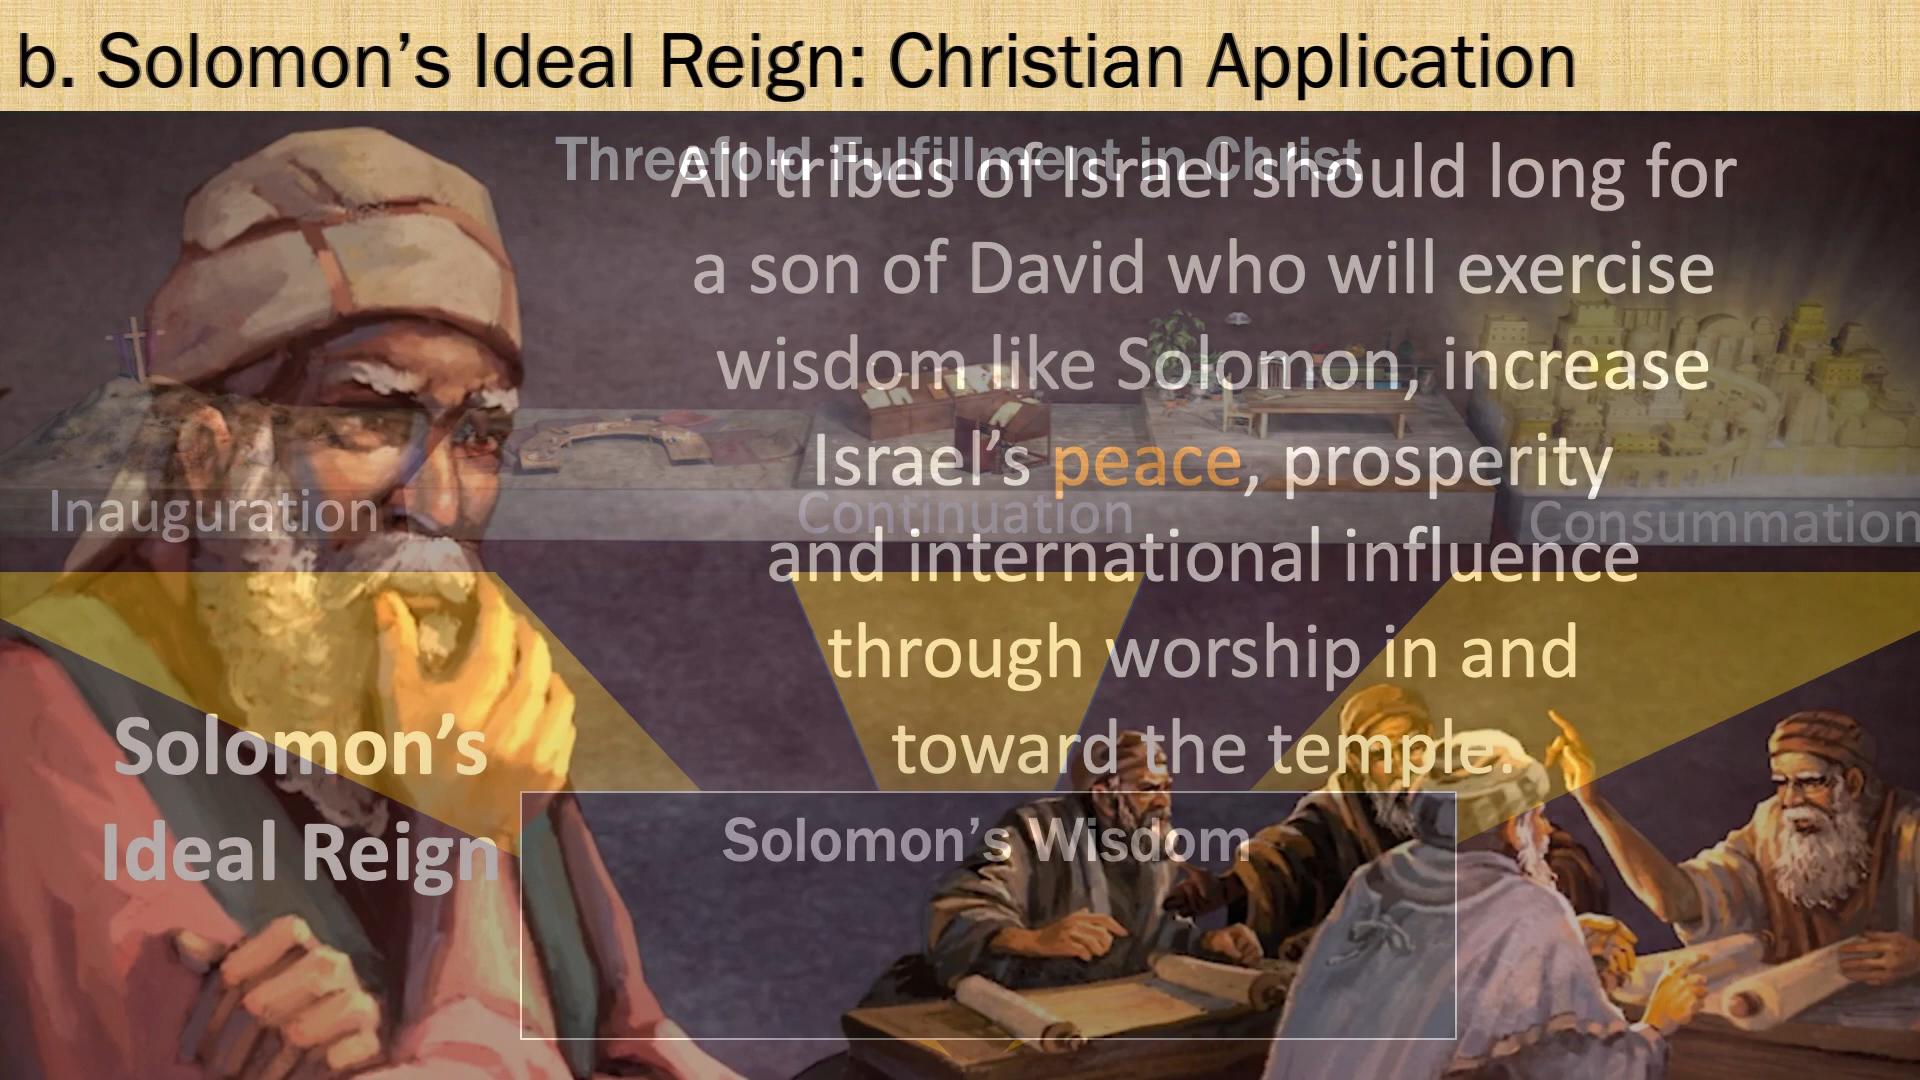 b. Solomon’s Ideal Reign: Christian Application
Threefold Fulfillment in Christ
All tribes of Israel should long for
a son of David who will exercise
wisdom like Solomon, increase
Israel’s peace, prosperity
and international influence
through worship in and
toward the temple.
Inauguration
Continuation
Consummation
Solomon’s
Ideal Reign
Solomon’s Wisdom